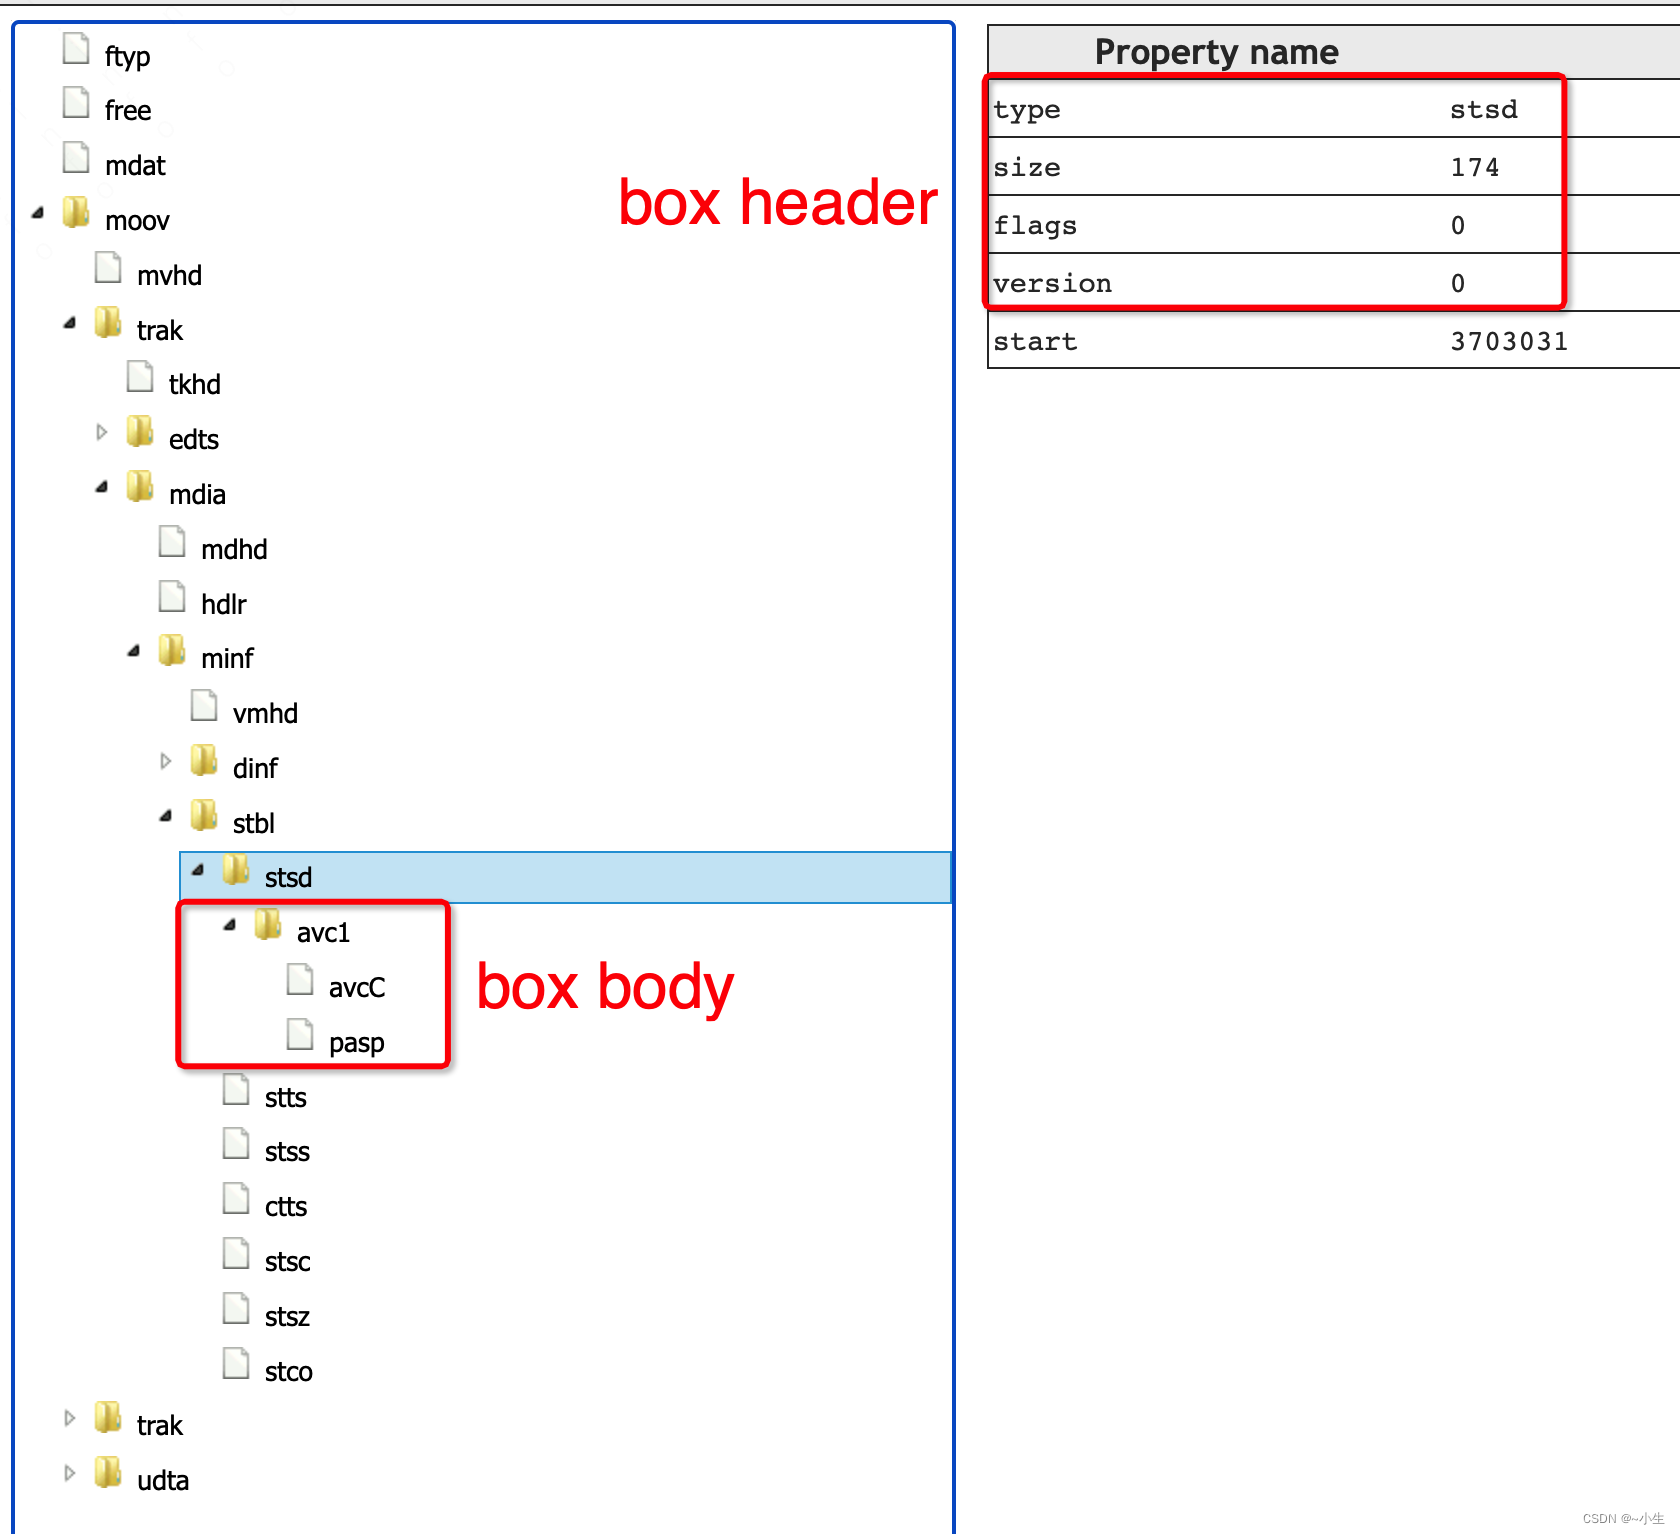 ftyp
free
mdat
moov
mvhd
trak
tkhd
edts
mdia
mdhd
hdlr
minf
vmhd
dinf
stbl
stsd
avc1
avcC
pasp
stts
stss
ctts
stsc
stsz
stco
trak
udta
box header
box body
Property name
type stsd
size 174
flags 0
version 0
start 3703031
CSDN @~小生